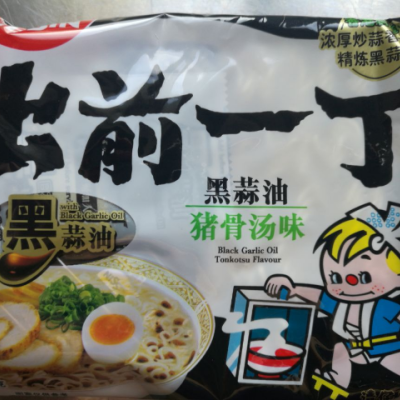 浓厚炒蒜香
精炼黑蒜
出前一丁
黑蒜油
猪骨汤味
Black Garlic Oil
Tonkotsu Flavour
with
Black Garlic Oil
黑蒜油